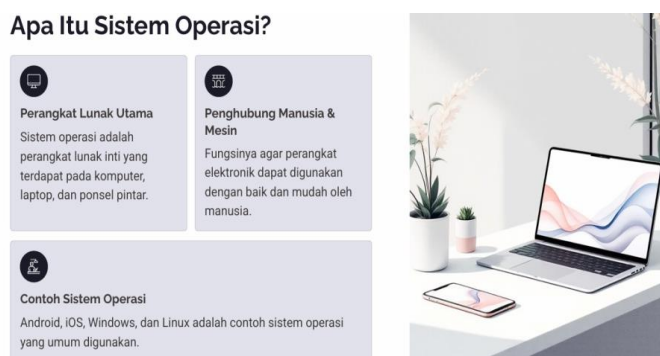 Apa Itu Sistem Operasi?
Perangkat Lunak Utama
Sistem operasi adalah
perangkat lunak inti yang
terdapat pada komputer,
laptop, dan ponsel pintar.
Penghubung Manusia &
Mesin
Fungsinya agar perangkat
elektronik dapat digunakan
dengan baik dan mudah oleh
manusia.
Contoh Sistem Operasi
Android, iOS, Windows, dan Linux adalah contoh sistem operasi
yang umum digunakan.